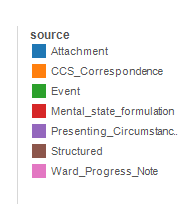 source
Attachment
CCS_Correspondence
Event
Mental_state_formulation
Presenting_Circumstanc..
Structured
Ward_Progress_Note